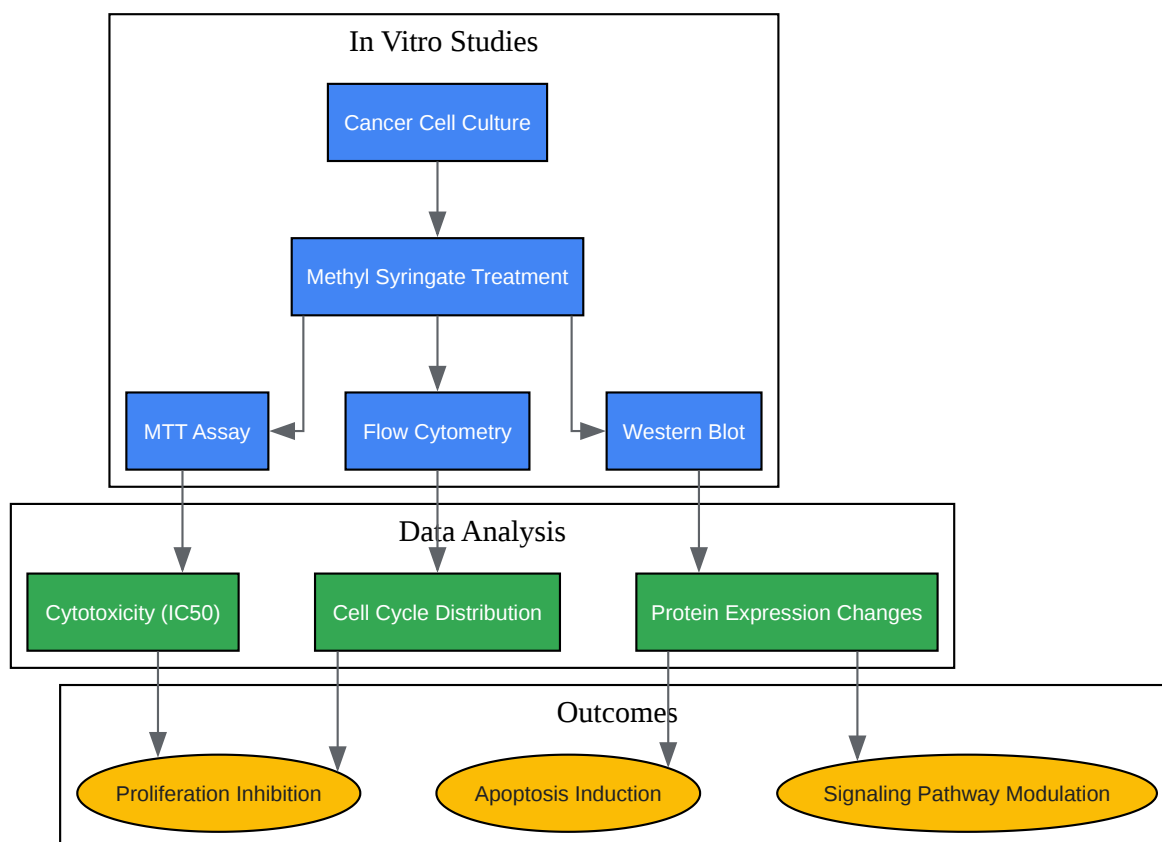 In Vitro Studies
Cancer Cell Culture
Methyl Syringate Treatment
MTT Assay
Flow Cytometry
Western Blot
Data Analysis
Cytotoxicity (IC50)
Cell Cycle Distribution
Protein Expression Changes
Outcomes
Proliferation Inhibition
Apoptosis Induction
Signaling Pathway Modulation